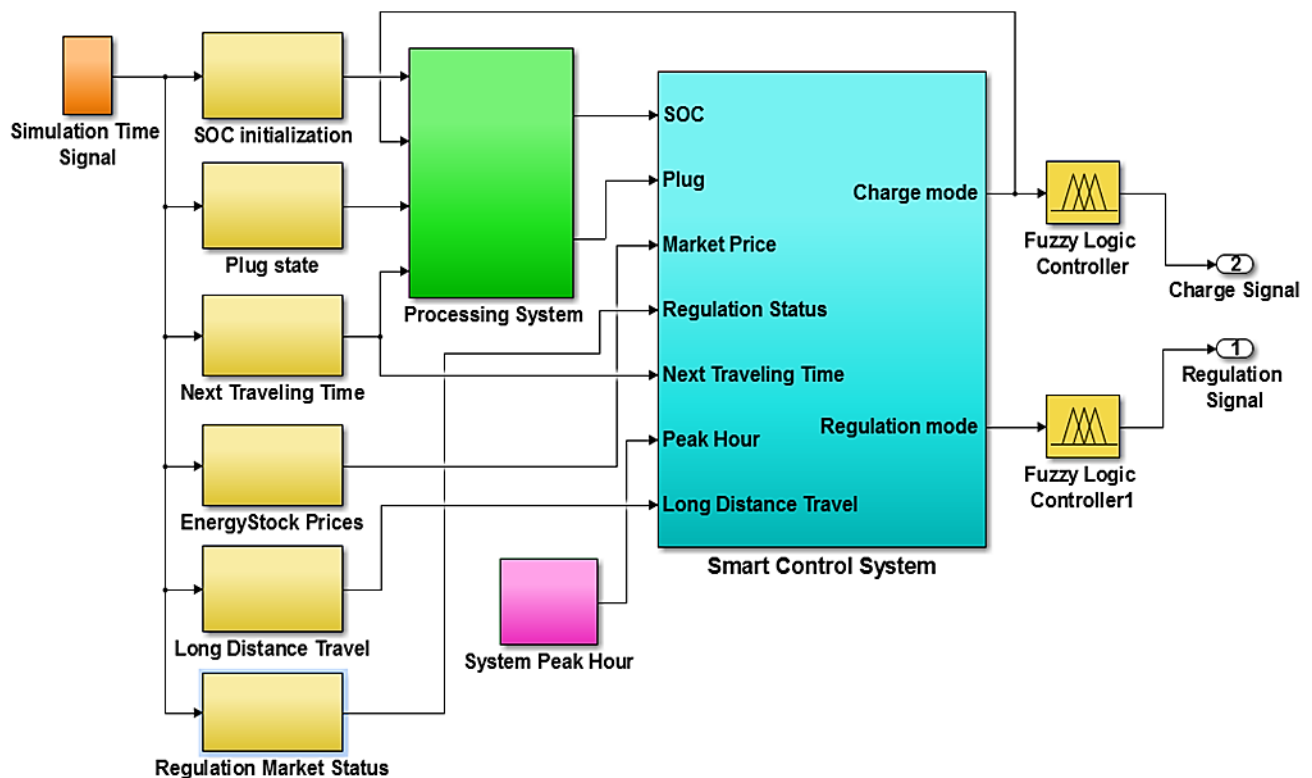 Simulation Time
Signal
SOC initialization
Plug state
Next Traveling Time
EnergyStock Prices
Long Distance Travel
Regulation Market Status
Processing System
System Peak Hour
SOC
Plug
Market Price
Regulation Status
Next Traveling Time
Peak Hour
Long Distance Travel
Charge mode
Regulation mode
Smart Control System
Fuzzy Logic
Controller
Fuzzy Logic
Controller1
2
Charge Signal
1
Regulation
Signal